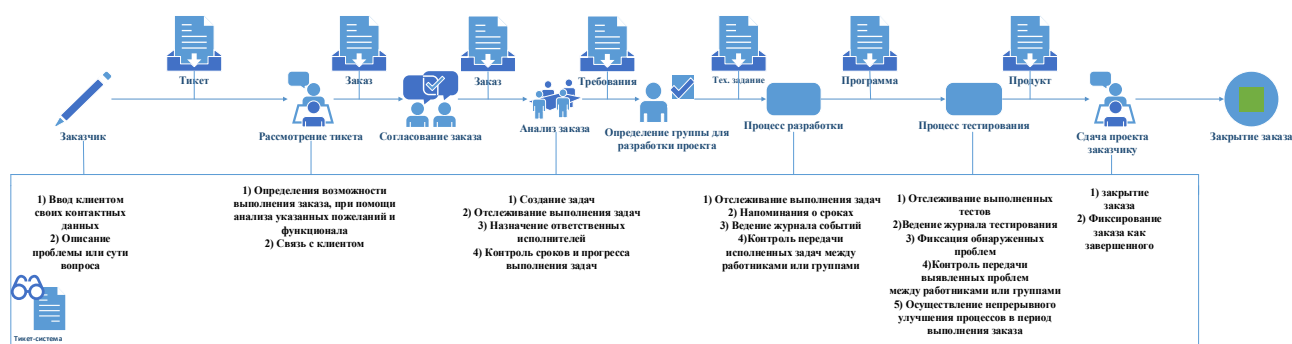 Тикет
Заказ
Заказ
Требования
Тех. задание
Программа
Продукт
Заказчик
Рассмотрение тикета
Согласование заказа
Анализ заказа
Определение группы для
разработки проекта
Процесс разработки
Процесс тестирования
Сдача проекта
заказчику
Закрытие заказа
1) Ввод клиентом
своих контактных
данных
2) Описание
проблемы или сути
вопроса
1) Определения возможности
выполнения заказа, при помощи
анализа указанных пожеланий и
функционала
2) Связь с клиентом
1) Создание задач
2) Отслеживание выполнения задач
3) Назначение ответственных
исполнителей
4) Контроль сроков и прогресса
выполнения задач
1) Отслеживание выполнения задач
2) Напоминания о сроках
3) Ведение журнала событий
4)Контроль передачи
исполненных задач между
работниками или группами
1) Отслеживание выполненных
тестов
2)Ведение журнала тестирования
3) Фиксация обнаруженных
проблем
4)Контроль передачи
выявленных проблем
между работниками или группами
5) Осуществление непрерывного
улучшения процессов в период
выполнения заказа
1) закрытие
заказа
2) Фиксирование
заказа как
завершенного
Тикет-система